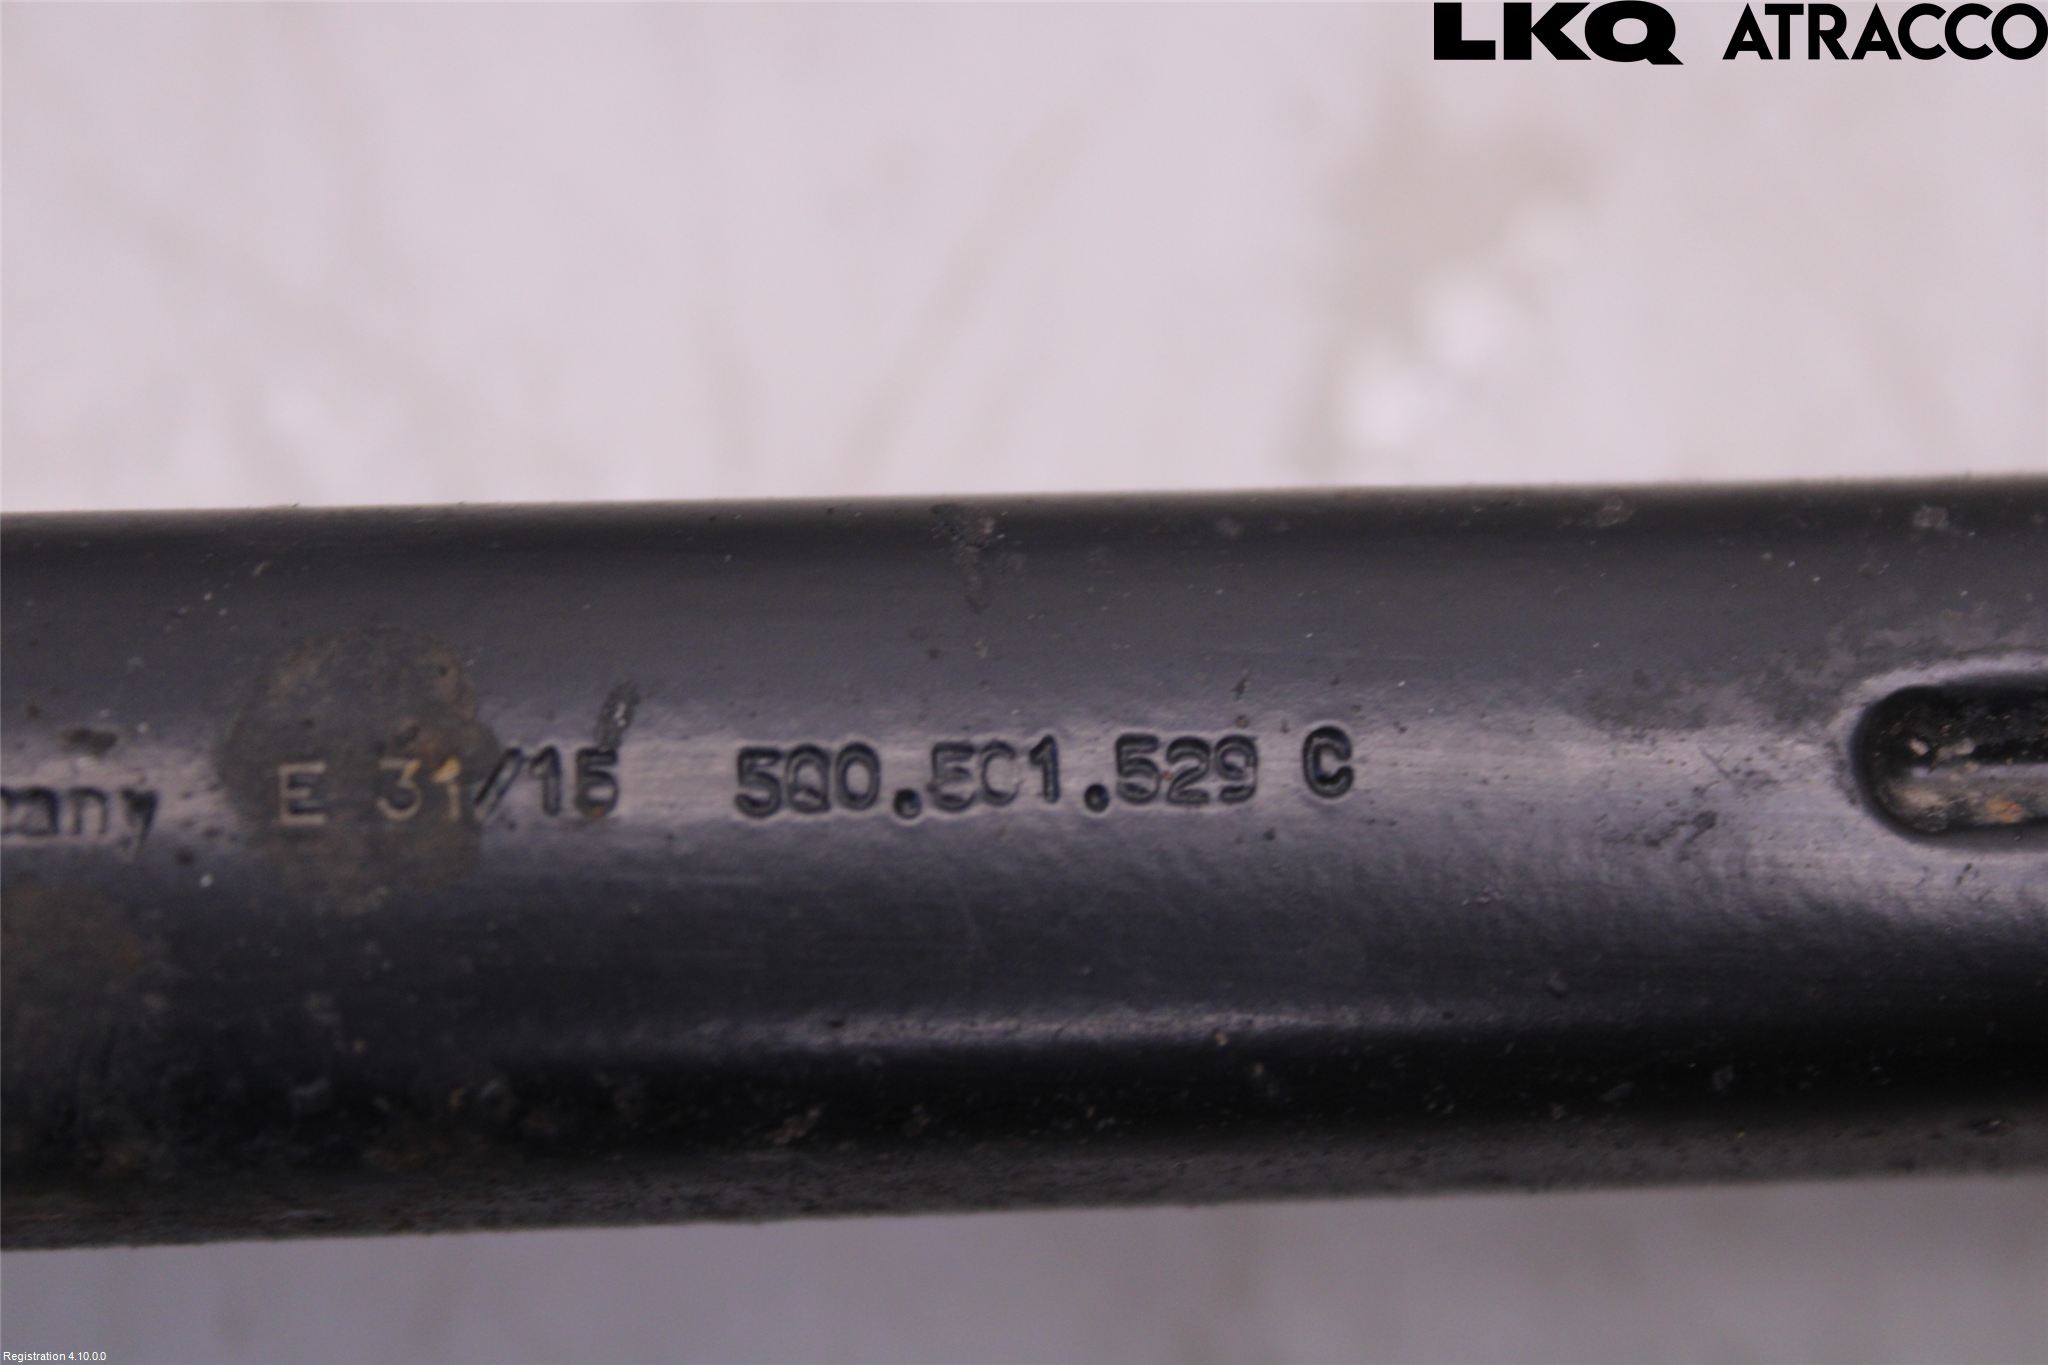 LKQ ATRACCO
many E 31/15 5Q0.501.529 C
Registration 4.10.0.0